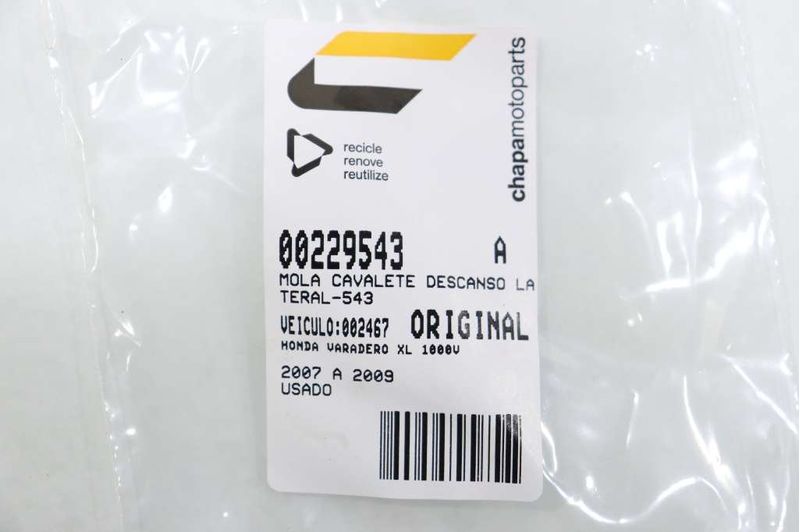 chapamotoparts
recicle
renove
reutilize
00229543 A
MOLA CAVALETE DESCANSO LA
TERAL-543
VEICULO:002467 ORIGINAL
HONDA VARADERO XL 1000V
2007 A 2009
USADO